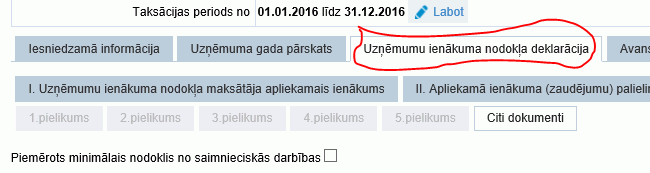 Taksācijas periods no 01.01.2016 līdz 31.12.2016 Labot
Iesniedzamā informācija Uzņēmuma gada pārskats Uzņēmumu ienākuma nodokļa deklarācija Avans
I. Uzņēmumu ienākuma nodokļa maksātāja apliekamais ienākums II. Apliekamā ienākuma (zaudējumu) palielin
1.pielikums 2.pielikums 3.pielikums 4.pielikums 5.pielikums Citi dokumenti
Piemērots minimālais nodoklis no saimnieciskās darbības